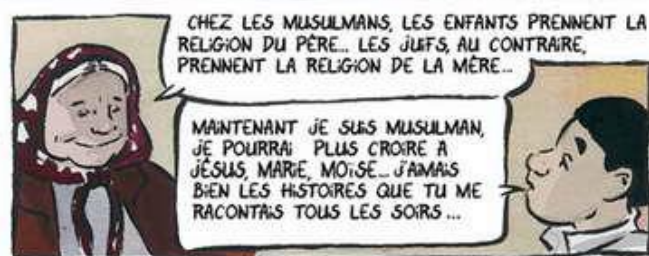 CHEZ LES MUSULMANS, LES ENFANTS PRENNENT LA
RELIGION DU PÈRE... LES JUIFS, AU CONTRAIRE,
PRENNENT LA RELIGION DE LA MÈRE...
MAINTENANT JE SUIS MUSULMAN,
JE POURRAI PLUS CROIRE A
JÉSUS, MARIE, MOÏSE... J'AIMAIS
BIEN LES HISTOIRES QUE TU ME
RACONTAIS TOUS LES SOIRS ...